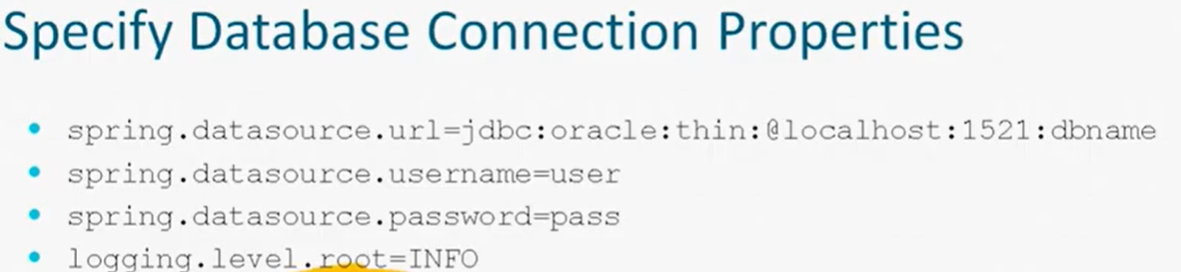 Specify Database Connection Properties
• spring.datasource.url=jdbc:oracle:thin:@localhost:1521:dbname
• spring.datasource.username=user
• spring.datasource.password=pass
• logging.level.root=INFO